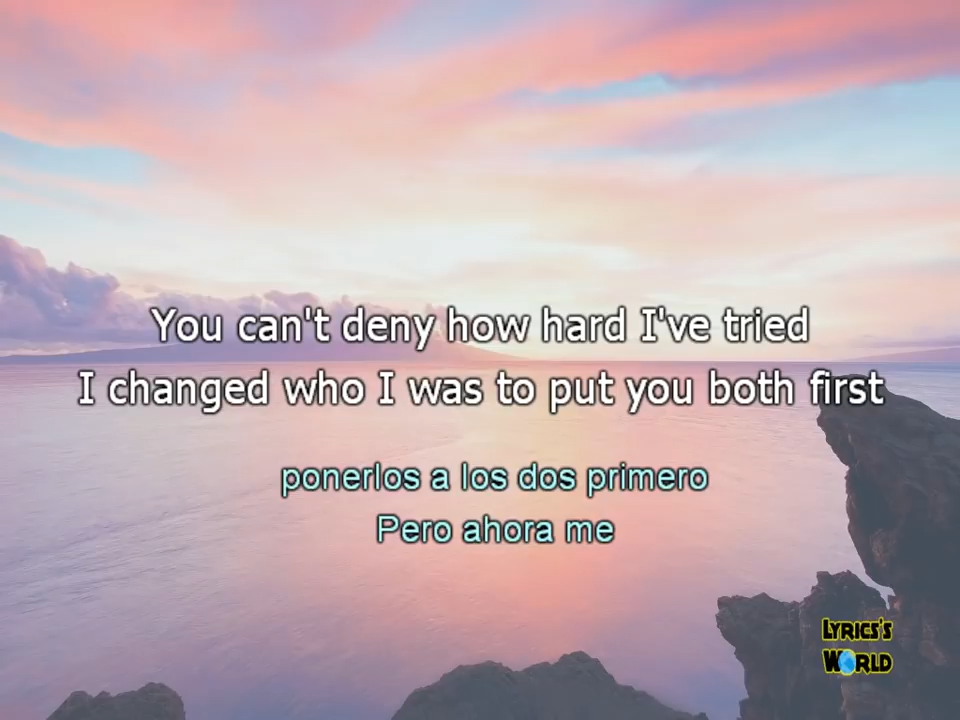 You can't deny how hard I've tried
I changed who I was to put you both first
ponerlos a los dos primero
Pero ahora me
Lyrics's
World